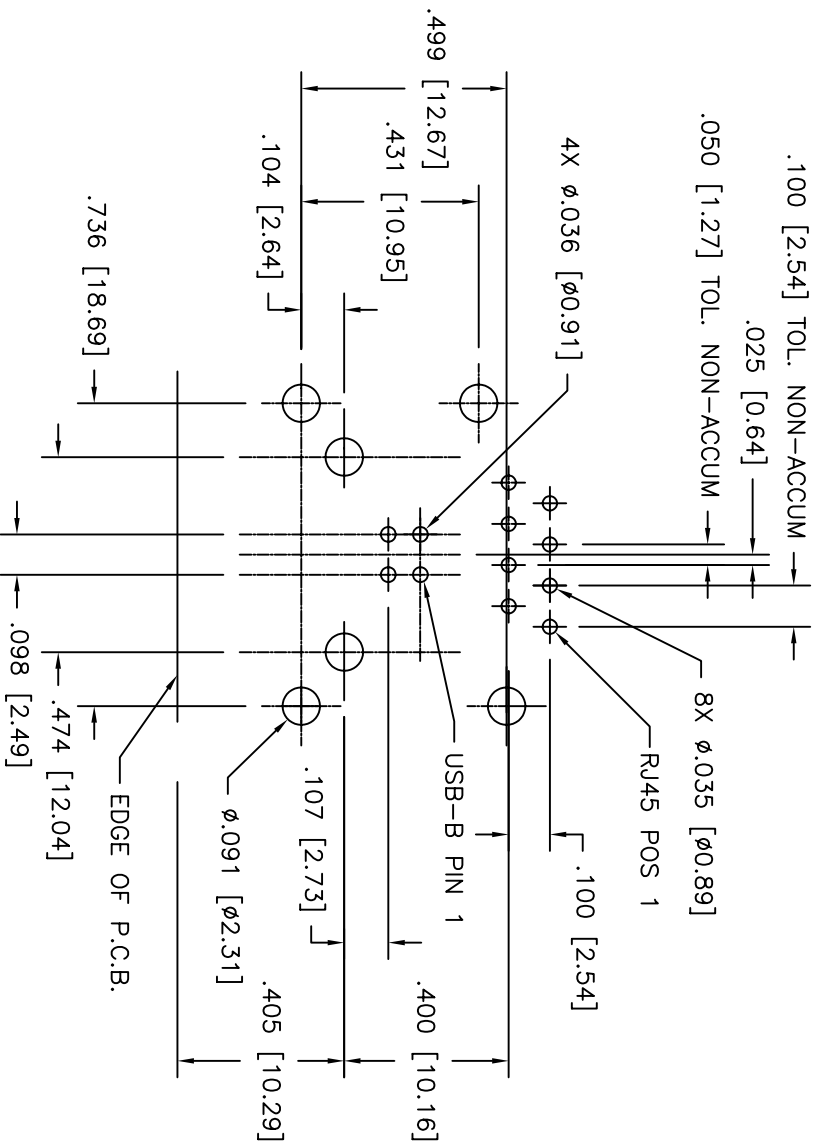 .100 [2.54] TOL. NON-ACCUM
.050 [1.27] TOL. NON-ACCUM
.025 [0.64]
4X ø.036 [ø0.91]
.499 [12.67]
.431 [10.95]
.104 [2.64]
.736 [18.69]
8X ø.035 [ø0.89]
RJ45 POS 1
.100 [2.54]
USB-B PIN 1
.400 [10.16]
.107 [2.73]
.405 [10.29]
ø.091 [ø2.31]
EDGE OF P.C.B.
.474 [12.04]
.098 [2.49]